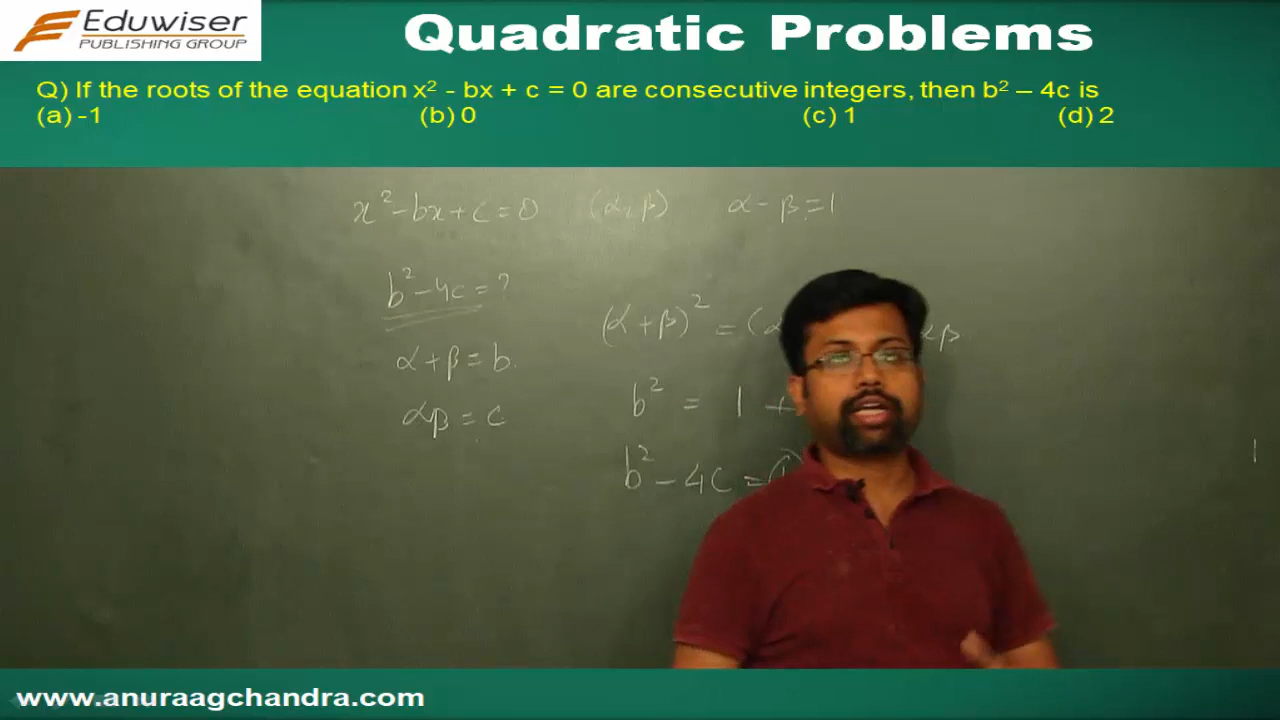 Eduwiser
PUBLISHING GROUP
Quadratic Problems
Q) If the roots of the equation x² - bx + c = 0 are consecutive integers, then b² – 4c is
(a) -1 (b) 0 (c) 1 (d) 2
x² - bx + c = 0 (α, β) α - β = 1
b² - 4c = ?
(α + β)² = (α αβ
α + β = b.
b² = 1 +
αβ = c
b² - 4c = 1
www.anuraagchandra.com